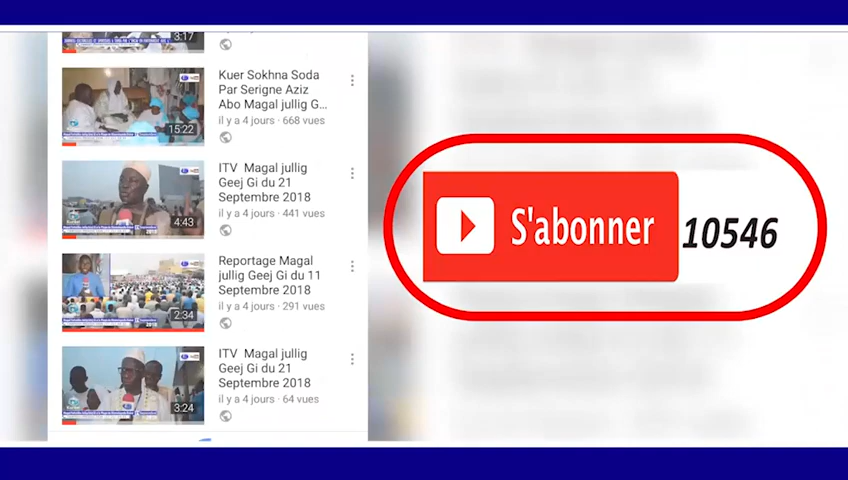 3:17
Kuer Sokhna Soda
Par Serigne Aziz
Abo Magal jullig G...
il y a 4 jours · 668 vues
15:22
ITV Magal jullig
Geej Gi du 21
Septembre 2018
il y a 4 jours · 441 vues
4:43
Reportage Magal
jullig Geej Gi du 11
Septembre 2018
il y a 4 jours · 291 vues
2:34
ITV Magal jullig
Geej Gi du 21
Septembre 2018
il y a 4 jours · 64 vues
3:24
S'abonner
10546